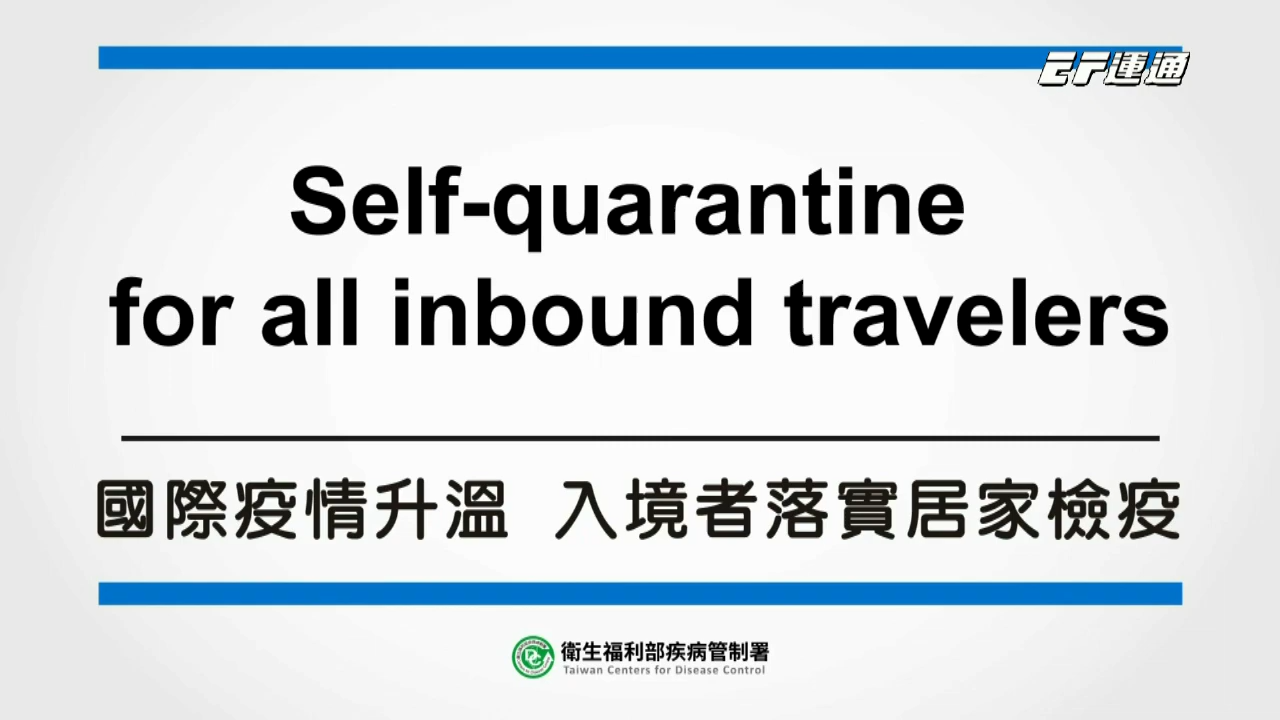 EF運通
Self-quarantine
for all inbound travelers
國際疫情升溫 入境者落實居家檢疫
衛生福利部疾病管制署
Taiwan Centers for Disease Control